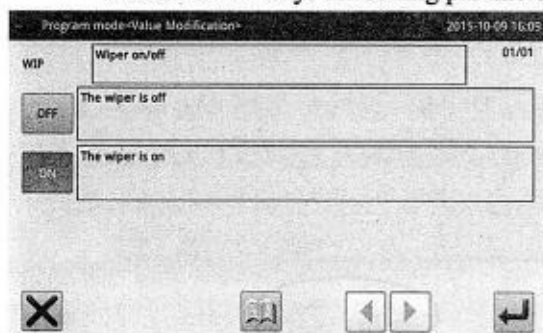 Program mode<Value Modification> 2015-10-09 16:09
WIP Wiper on/off 01/01
OFF The wiper is off
ON The wiper is on